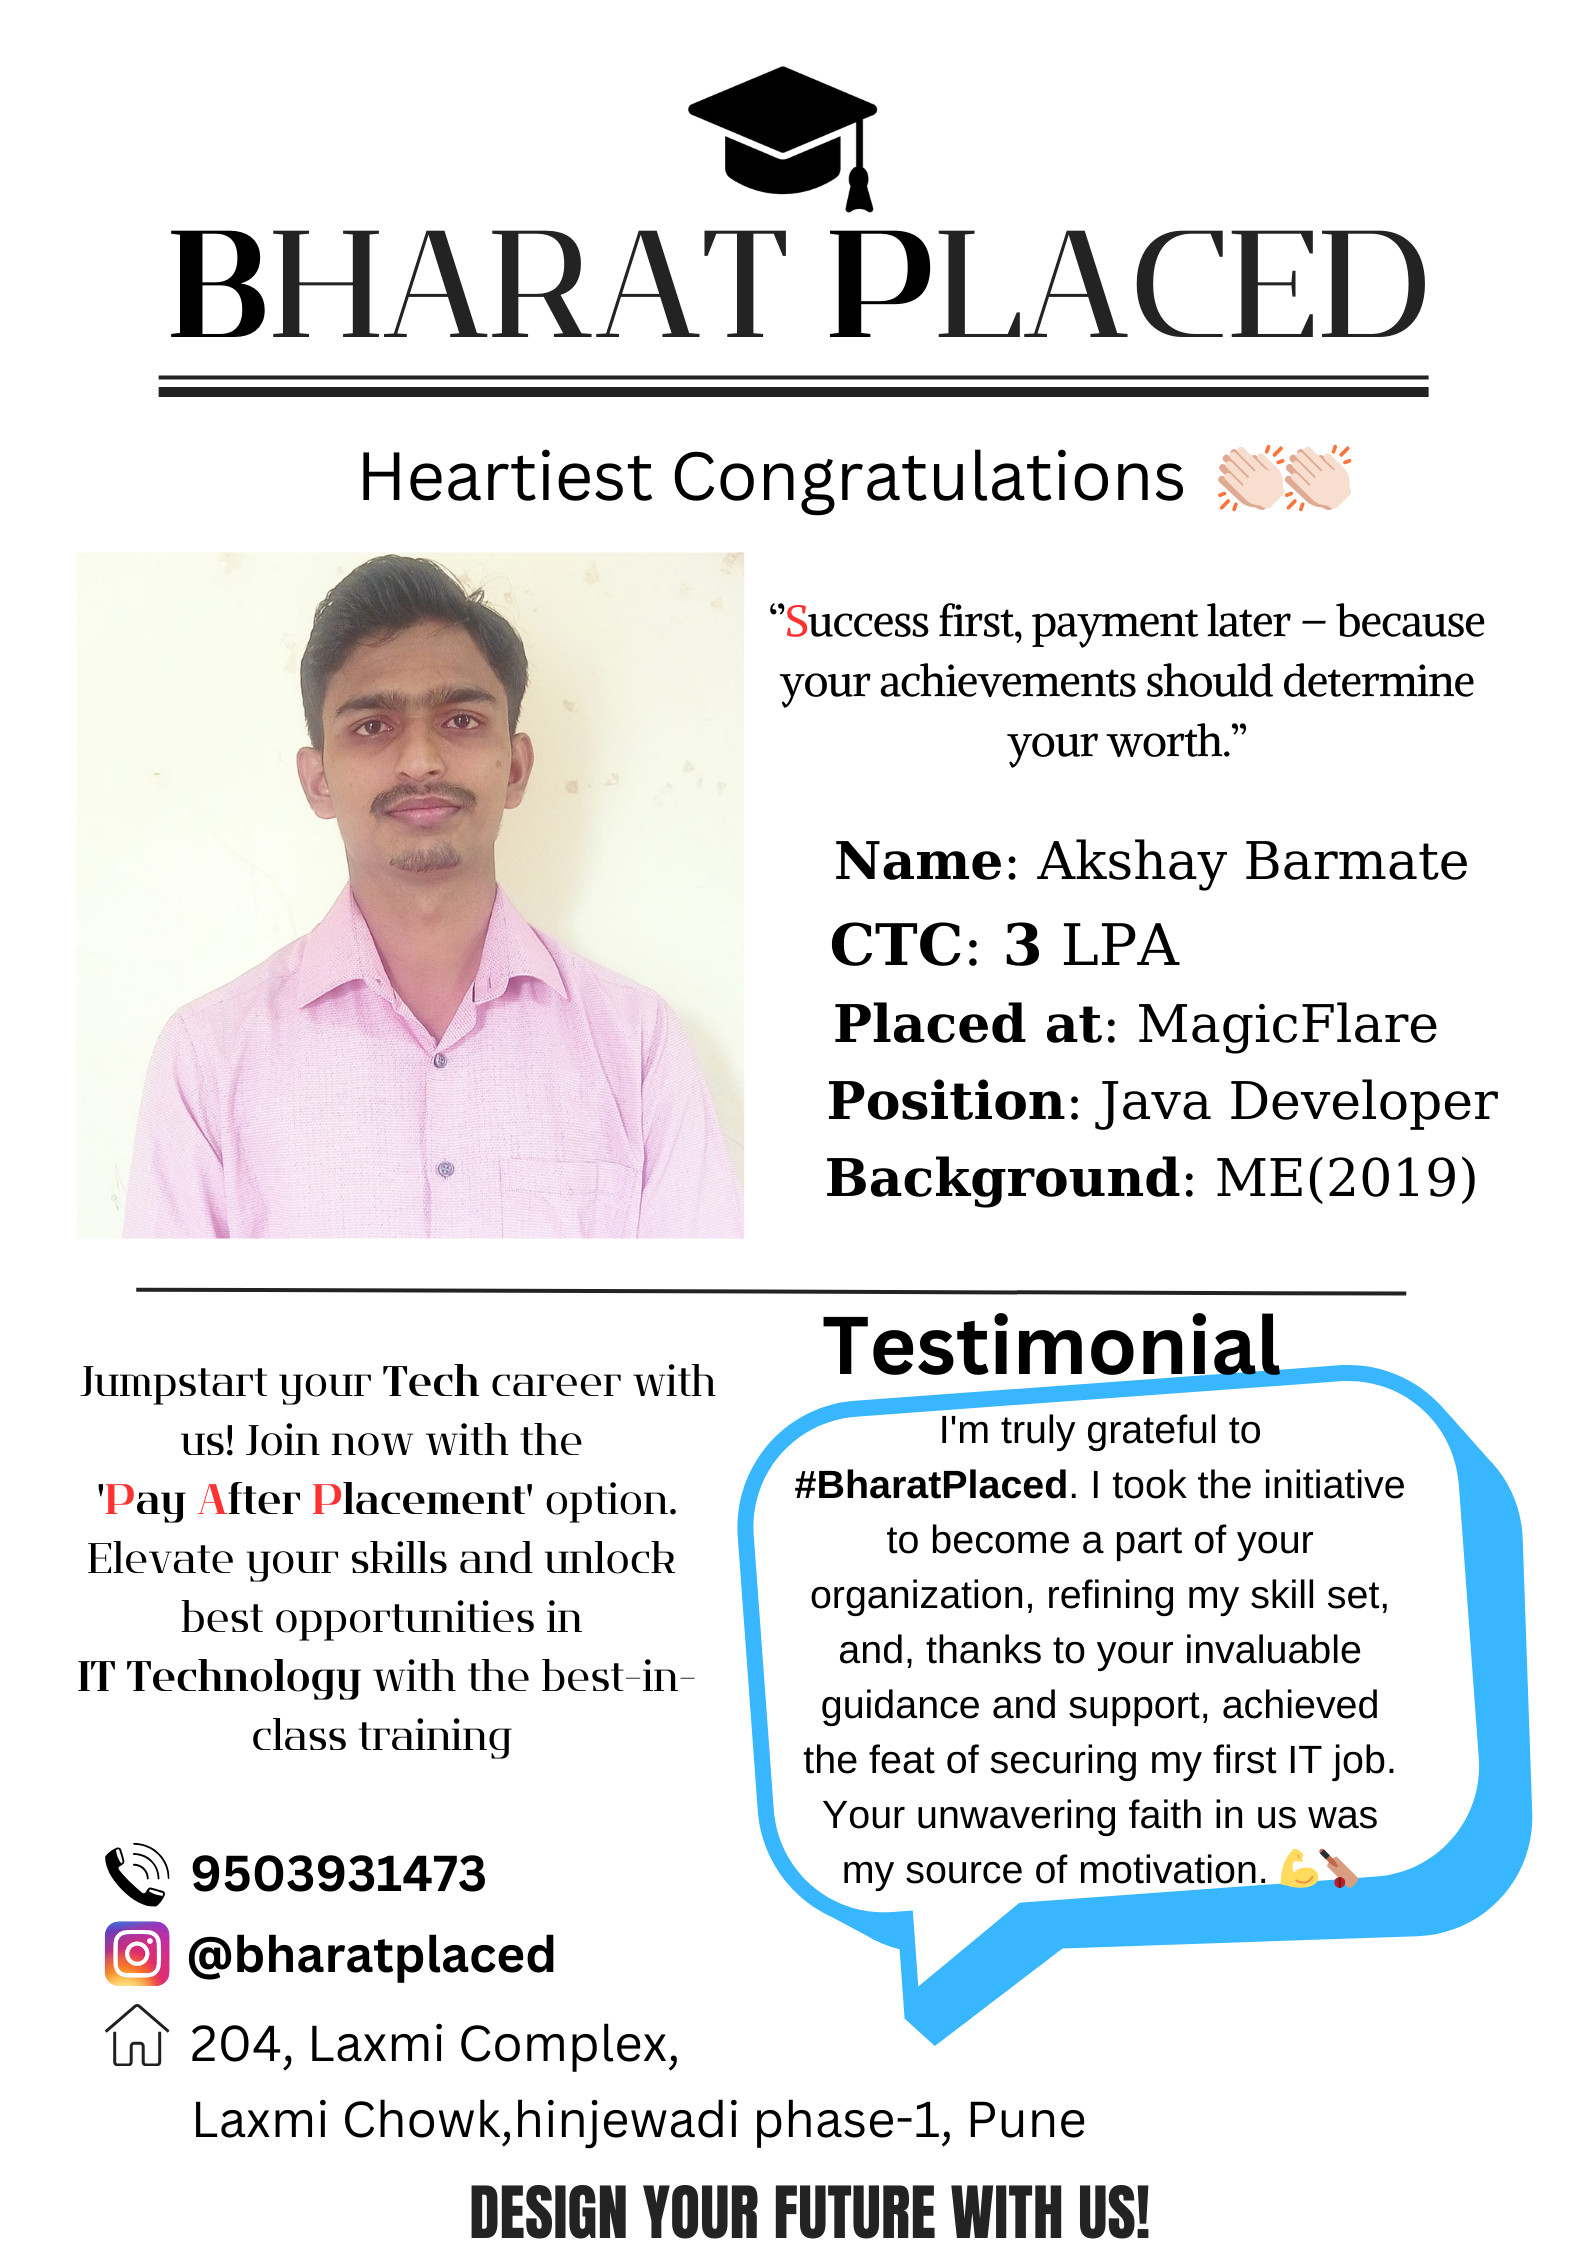 BHARAT PLACED
Heartiest Congratulations 👏🏻👏🏻
“Success first, payment later – because
your achievements should determine
your worth.”
Name: Akshay Barmate
CTC: 3 LPA
Placed at: MagicFlare
Position: Java Developer
Background: ME(2019)
Jumpstart your Tech career with
us! Join now with the
'Pay After Placement' option.
Elevate your skills and unlock
best opportunities in
IT Technology with the best-in-
class training
Testimonial
I'm truly grateful to
#BharatPlaced. I took the initiative
to become a part of your
organization, refining my skill set,
and, thanks to your invaluable
guidance and support, achieved
the feat of securing my first IT job.
Your unwavering faith in us was
my source of motivation. 💪🏏
9503931473
@bharatplaced
204, Laxmi Complex,
Laxmi Chowk,hinjewadi phase-1, Pune
DESIGN YOUR FUTURE WITH US!